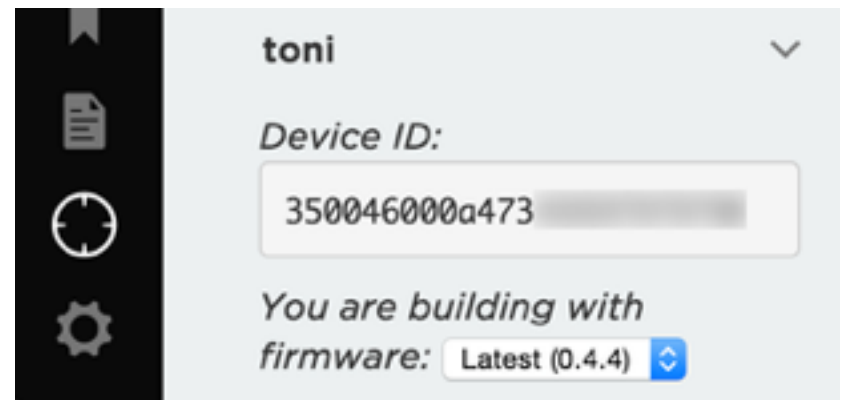 toni
Device ID:
350046000a473
You are building with
firmware: Latest (0.4.4)